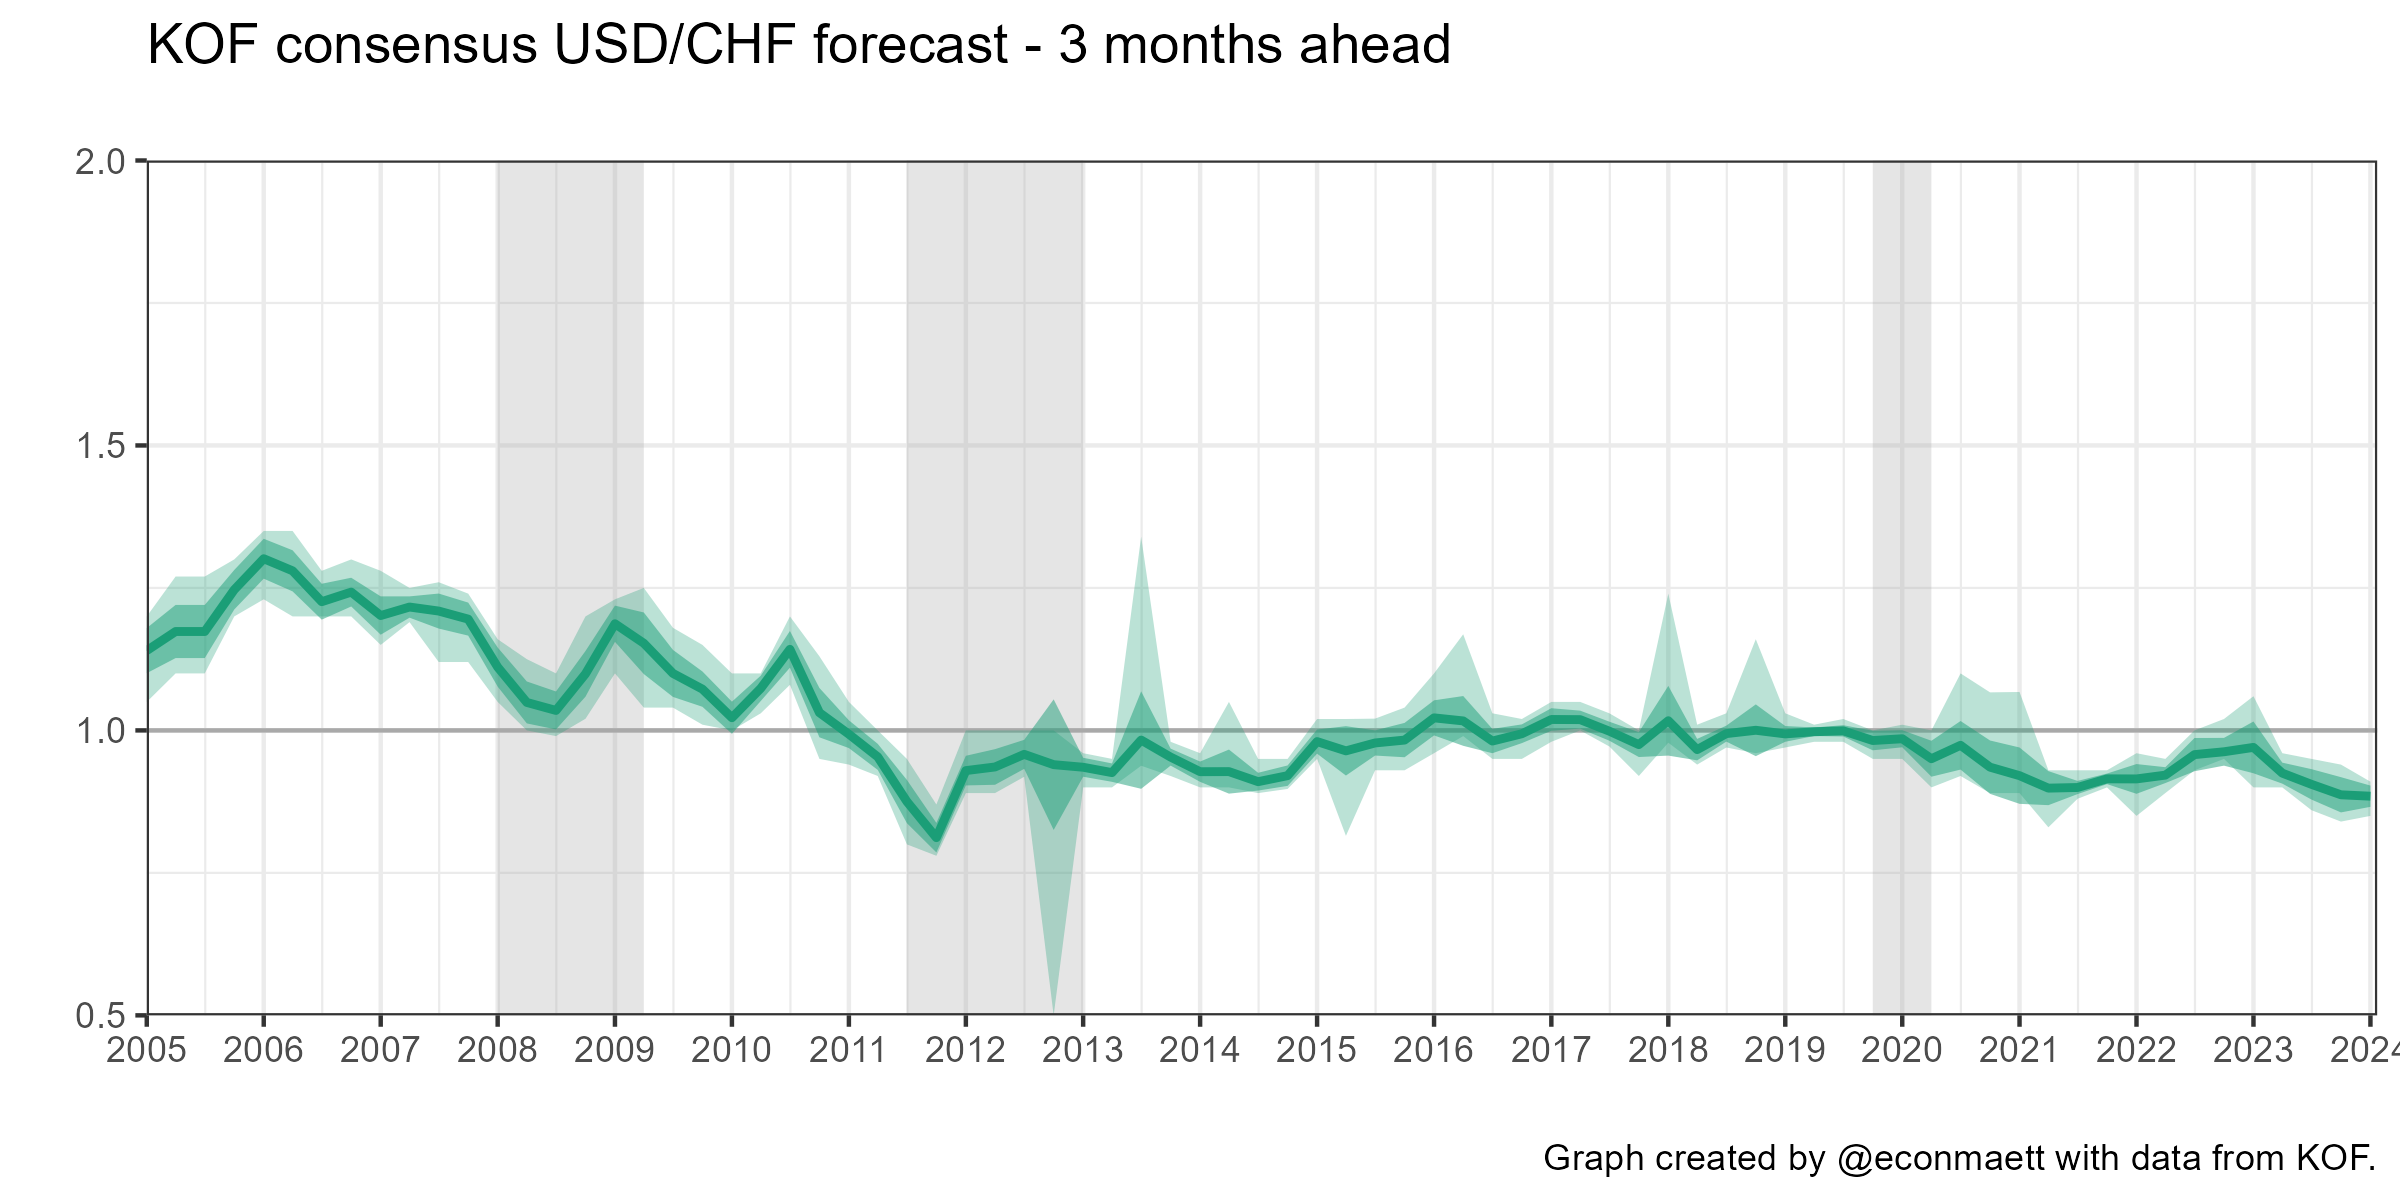 KOF consensus USD/CHF forecast - 3 months ahead
2.0
1.5
1.0
0.5
2005 2006 2007 2008 2009 2010 2011 2012 2013 2014 2015 2016 2017 2018 2019 2020 2021 2022 2023 2024
Graph created by @econmaett with data from KOF.